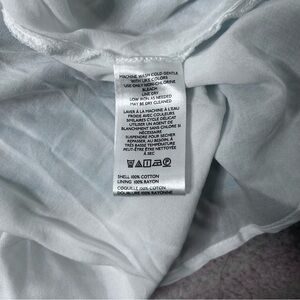 MACHINE WASH COLD GENTLE
WITH LIKE COLORS
USE ONLY NON-CHLORINE
BLEACH
LINE DRY
LOW IRON AS NEEDED
MAY BE DRY CLEANED
LAVER À LA MACHINE À L'EAU
FROIDE AVEC COULEURS
SIMILAIRES CYCLE DÉLICAT
UTILISER UN AGENT DE
BLANCHIMENT SANS CHLORE SI
NÉCESSAIRE
SUSPENDRE POUR SÉCHER
REPASSER, AU BESOIN À
TRÈS BASSE TEMPÉRATURE
PEUT-ÊTRE ÊTRE NETTOYÉ
À SEC
SHELL 100% COTTON
LINING 100% RAYON
COQUILLE 100% COTON
DOUBLURE 100% RAYONNE